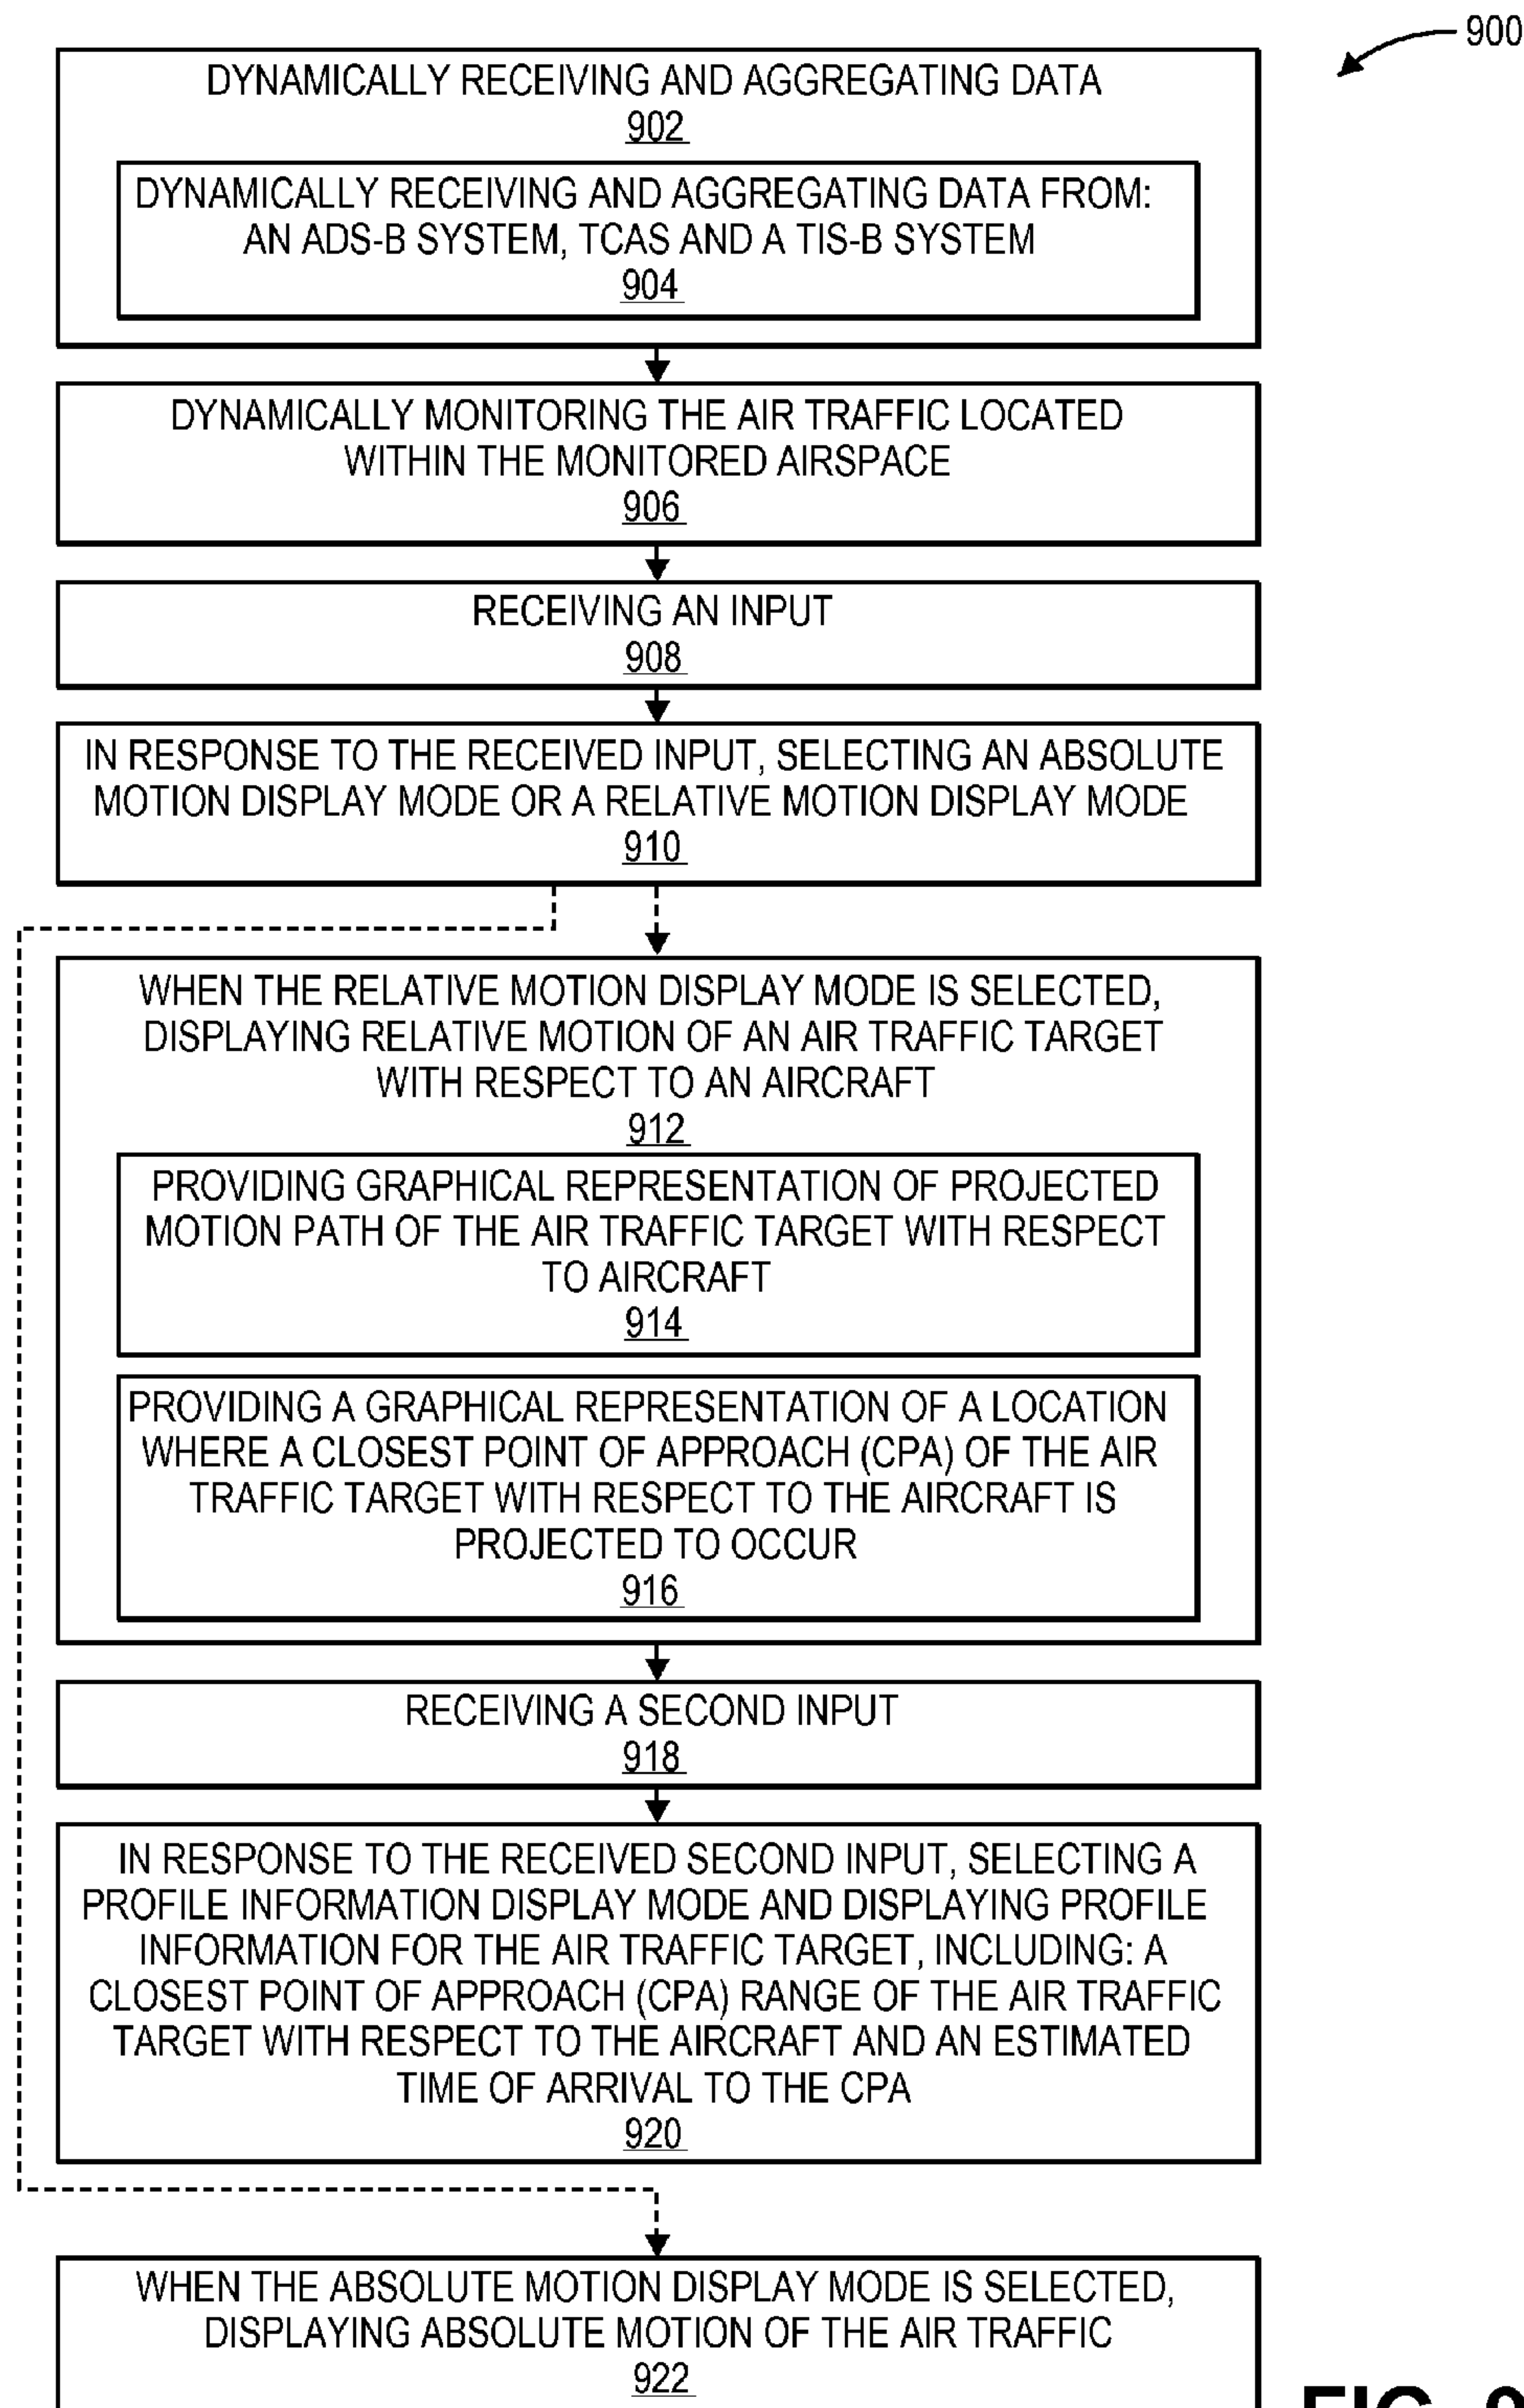 900
DYNAMICALLY RECEIVING AND AGGREGATING DATA
902
DYNAMICALLY RECEIVING AND AGGREGATING DATA FROM:
AN ADS-B SYSTEM, TCAS AND A TIS-B SYSTEM
904
DYNAMICALLY MONITORING THE AIR TRAFFIC LOCATED
WITHIN THE MONITORED AIRSPACE
906
RECEIVING AN INPUT
908
IN RESPONSE TO THE RECEIVED INPUT, SELECTING AN ABSOLUTE
MOTION DISPLAY MODE OR A RELATIVE MOTION DISPLAY MODE
910
WHEN THE RELATIVE MOTION DISPLAY MODE IS SELECTED,
DISPLAYING RELATIVE MOTION OF AN AIR TRAFFIC TARGET
WITH RESPECT TO AN AIRCRAFT
912
PROVIDING GRAPHICAL REPRESENTATION OF PROJECTED
MOTION PATH OF THE AIR TRAFFIC TARGET WITH RESPECT
TO AIRCRAFT
914
PROVIDING A GRAPHICAL REPRESENTATION OF A LOCATION
WHERE A CLOSEST POINT OF APPROACH (CPA) OF THE AIR
TRAFFIC TARGET WITH RESPECT TO THE AIRCRAFT IS
PROJECTED TO OCCUR
916
RECEIVING A SECOND INPUT
918
IN RESPONSE TO THE RECEIVED SECOND INPUT, SELECTING A
PROFILE INFORMATION DISPLAY MODE AND DISPLAYING PROFILE
INFORMATION FOR THE AIR TRAFFIC TARGET, INCLUDING: A
CLOSEST POINT OF APPROACH (CPA) RANGE OF THE AIR TRAFFIC
TARGET WITH RESPECT TO THE AIRCRAFT AND AN ESTIMATED
TIME OF ARRIVAL TO THE CPA
920
WHEN THE ABSOLUTE MOTION DISPLAY MODE IS SELECTED,
DISPLAYING ABSOLUTE MOTION OF THE AIR TRAFFIC
922
FIG. 9